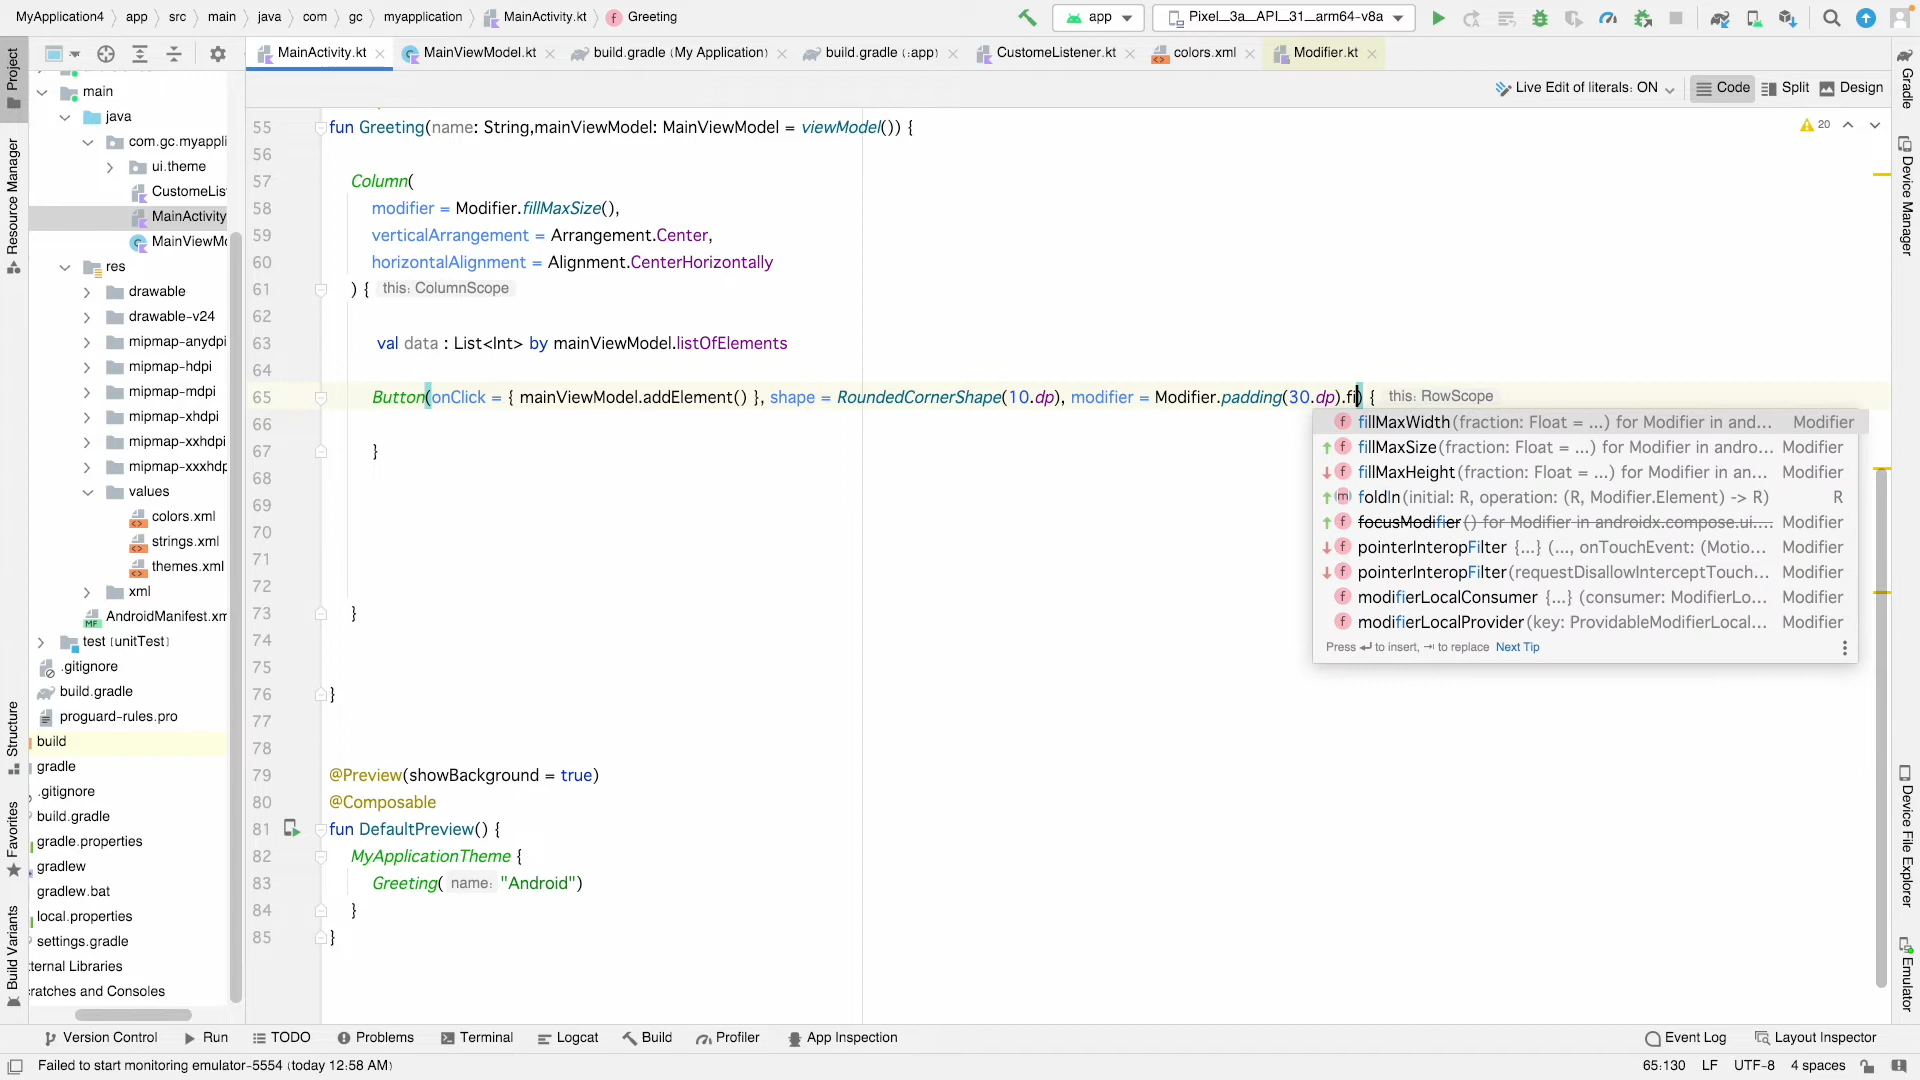 MyApplication4 app src main java com gc myapplication MainActivity.kt Greeting app Pixel_3a_API_31_arm64-v8a
MainActivity.kt MainViewModel.kt build.gradle (My Application) build.gradle (:app) CustomeListener.kt colors.xml Modifier.kt
Live Edit of literals: ON Code Split Design
Project
Resource Manager
Structure
Favorites
Build Variants
main
java
com.gc.myappli
ui.theme
CustomeLis
MainActivity
MainViewM
res
drawable
drawable-v24
mipmap-anydpi
mipmap-hdpi
mipmap-mdpi
mipmap-xhdpi
mipmap-xxhdpi
mipmap-xxxhdp
values
colors.xml
strings.xml
themes.xml
xml
AndroidManifest.xm
test [unitTest]
.gitignore
build.gradle
proguard-rules.pro
build
gradle
.gitignore
build.gradle
gradle.properties
gradlew
gradlew.bat
local.properties
settings.gradle
ternal Libraries
ratches and Consoles
20
55 fun Greeting(name: String,mainViewModel: MainViewModel = viewModel()) {
56
57 Column(
58 modifier = Modifier.fillMaxSize(),
59 verticalArrangement = Arrangement.Center,
60 horizontalAlignment = Alignment.CenterHorizontally
61 ) { this: ColumnScope
62
63 val data : List<Int> by mainViewModel.listOfElements
64
65 Button(onClick = { mainViewModel.addElement() }, shape = RoundedCornerShape(10.dp), modifier = Modifier.padding(30.dp).fi) { this: RowScope
66
67 }
68
69
70
71
72
73 }
74
75
76 }
77
78
79 @Preview(showBackground = true)
80 @Composable
81 fun DefaultPreview() {
82 MyApplicationTheme {
83 Greeting( name: "Android")
84 }
85 }
fillMaxWidth(fraction: Float = ...) for Modifier in and... Modifier
fillMaxSize(fraction: Float = ...) for Modifier in andro... Modifier
fillMaxHeight(fraction: Float = ...) for Modifier in an... Modifier
foldIn(initial: R, operation: (R, Modifier.Element) -> R) R
focusModifier() for Modifier in androidx.compose.ui.... Modifier
pointerInteropFilter {...} (..., onTouchEvent: (Motio... Modifier
pointerInteropFilter(requestDisallowInterceptTouch... Modifier
modifierLocalConsumer {...} (consumer: ModifierLo... Modifier
modifierLocalProvider(key: ProvidableModifierLocal... Modifier
Press ↵ to insert, ⇥ to replace Next Tip
Gradle
Device Manager
Device File Explorer
Emulator
Version Control Run TODO Problems Terminal Logcat Build Profiler App Inspection Event Log Layout Inspector
Failed to start monitoring emulator-5554 (today 12:58 AM) 65:130 LF UTF-8 4 spaces